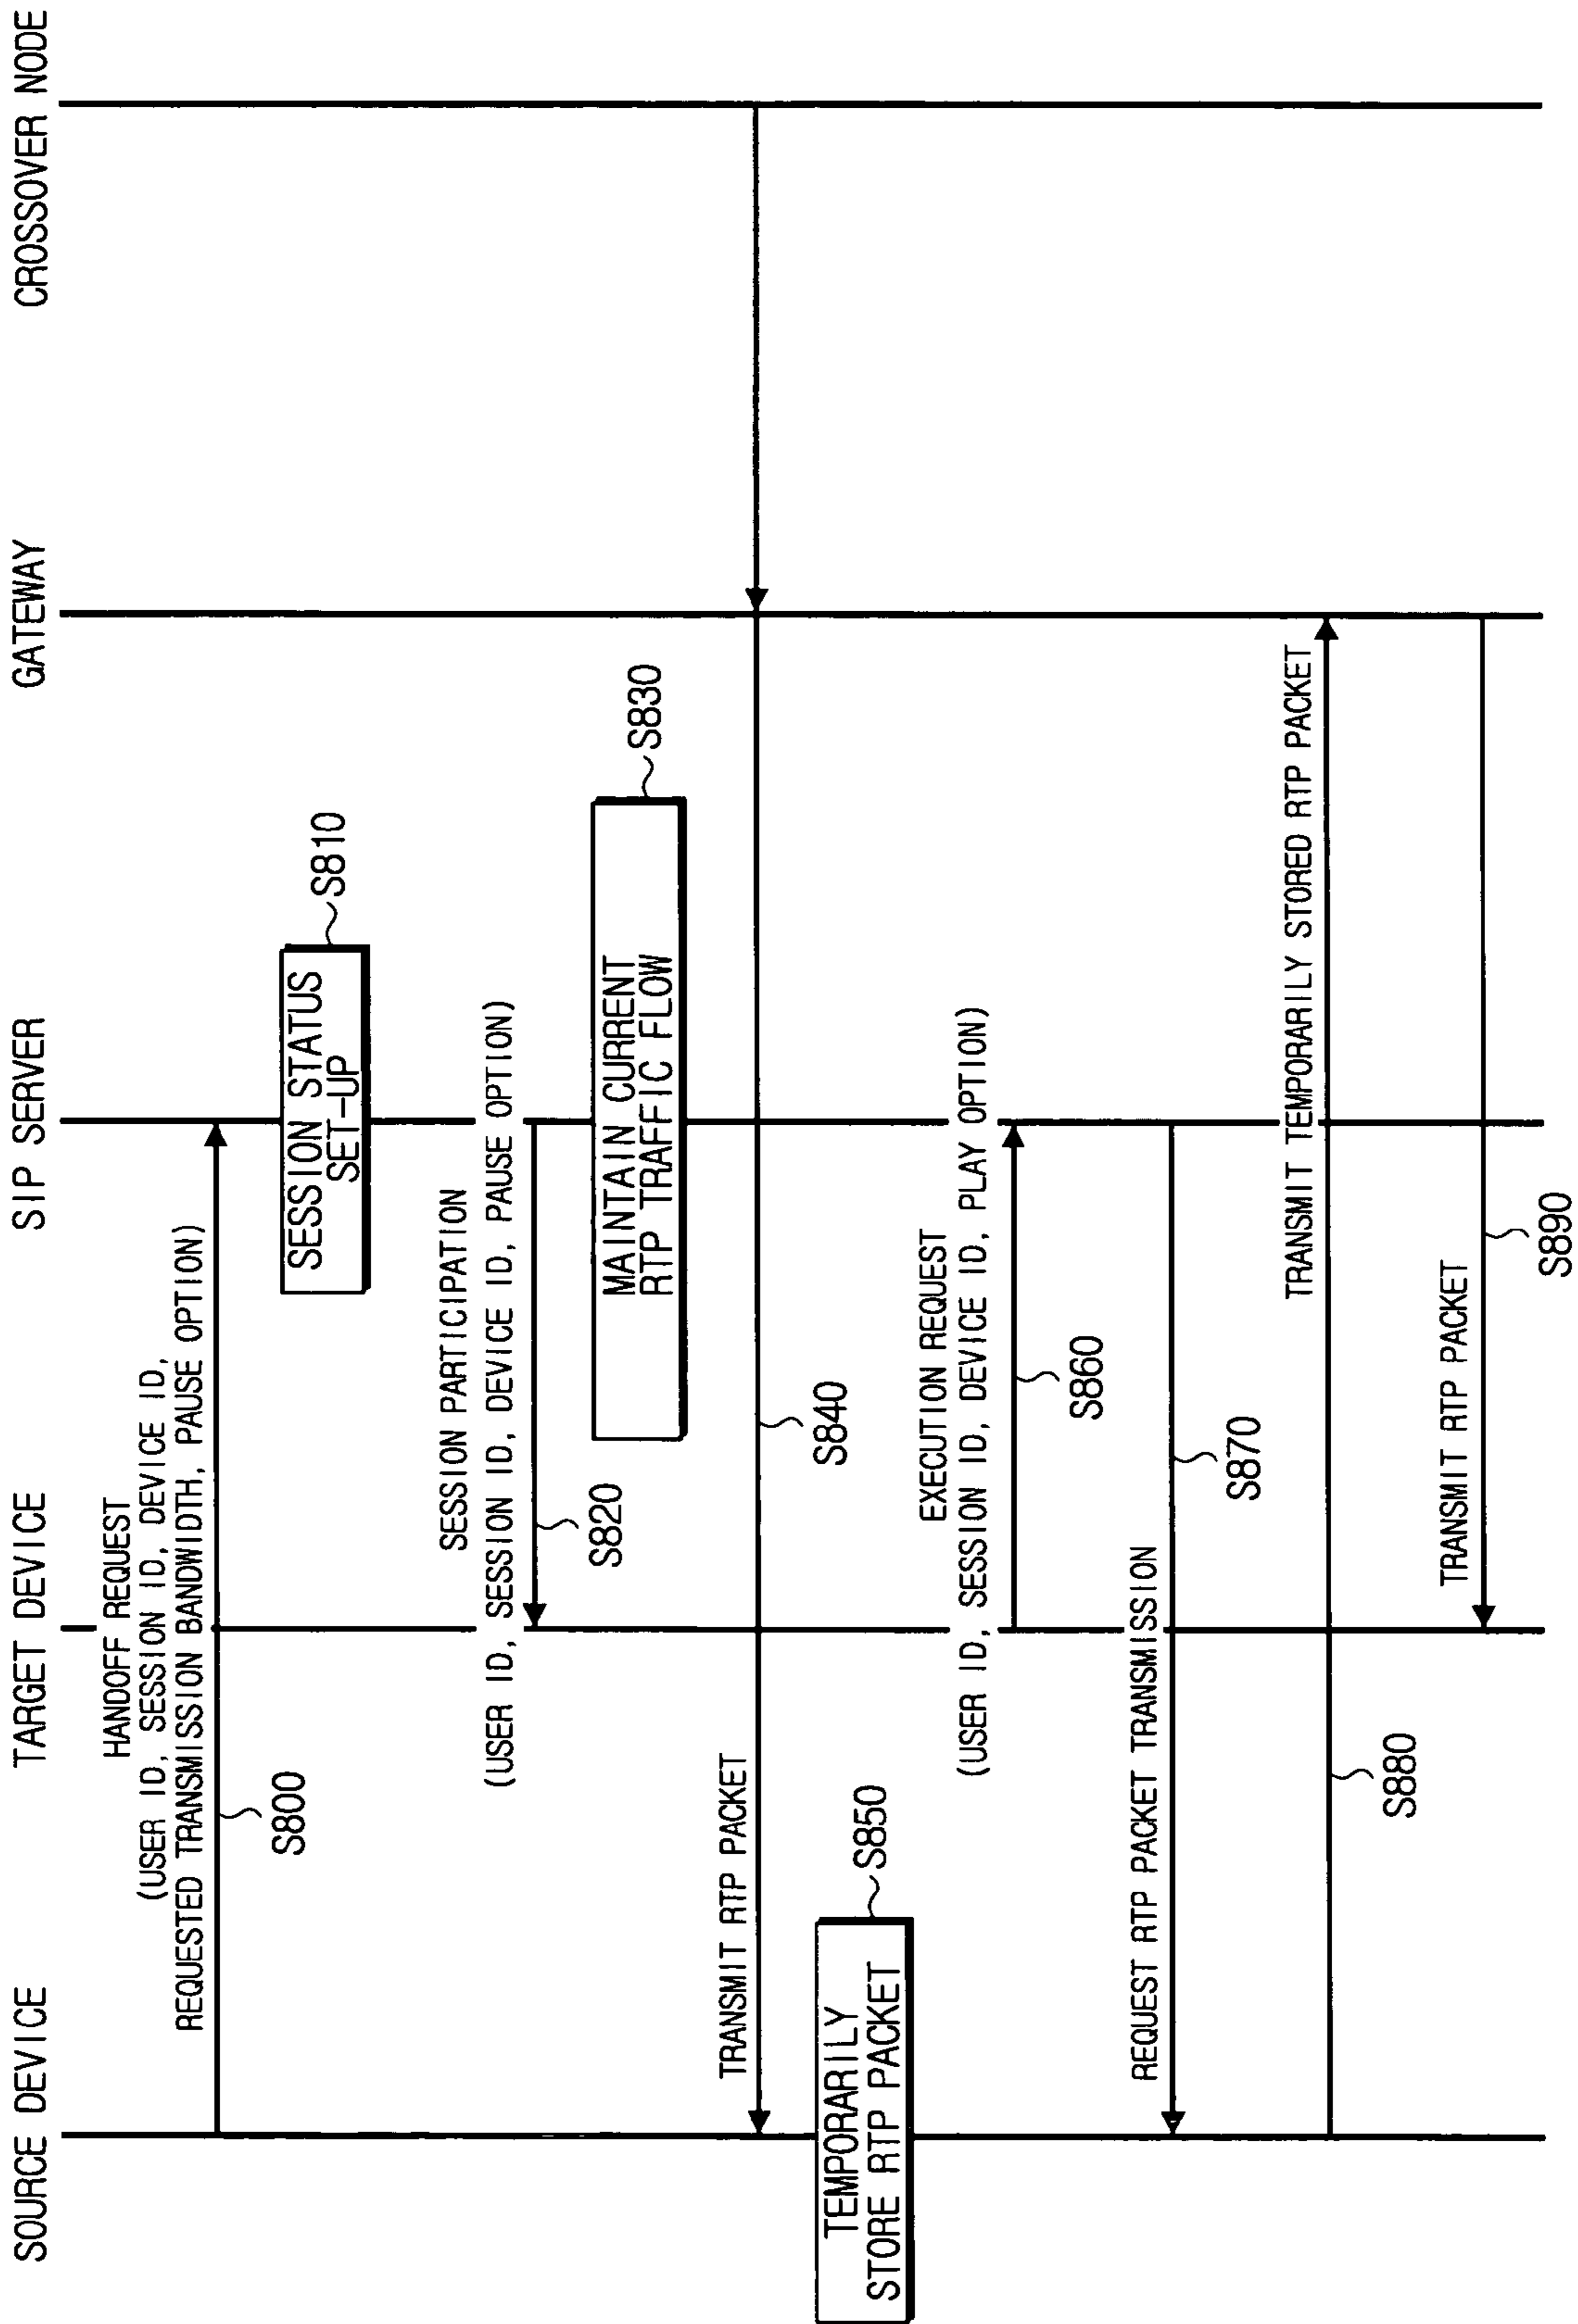 SOURCE DEVICE
TARGET DEVICE
SIP SERVER
GATEWAY
CROSSOVER NODE
HANDOFF REQUEST
(USER ID, SESSION ID, DEVICE ID,
REQUESTED TRANSMISSION BANDWIDTH, PAUSE OPTION)
S800
SESSION STATUS
SET-UP
S810
SESSION PARTICIPATION
(USER ID, SESSION ID, DEVICE ID, PAUSE OPTION)
S820
MAINTAIN CURRENT
RTP TRAFFIC FLOW
S830
TRANSMIT RTP PACKET
S840
TEMPORARILY
STORE RTP PACKET
S850
EXECUTION REQUEST
(USER ID, SESSION ID, DEVICE ID, PLAY OPTION)
S860
REQUEST RTP PACKET TRANSMISSION
S870
TRANSMIT TEMPORARILY STORED RTP PACKET
S880
TRANSMIT RTP PACKET
S890